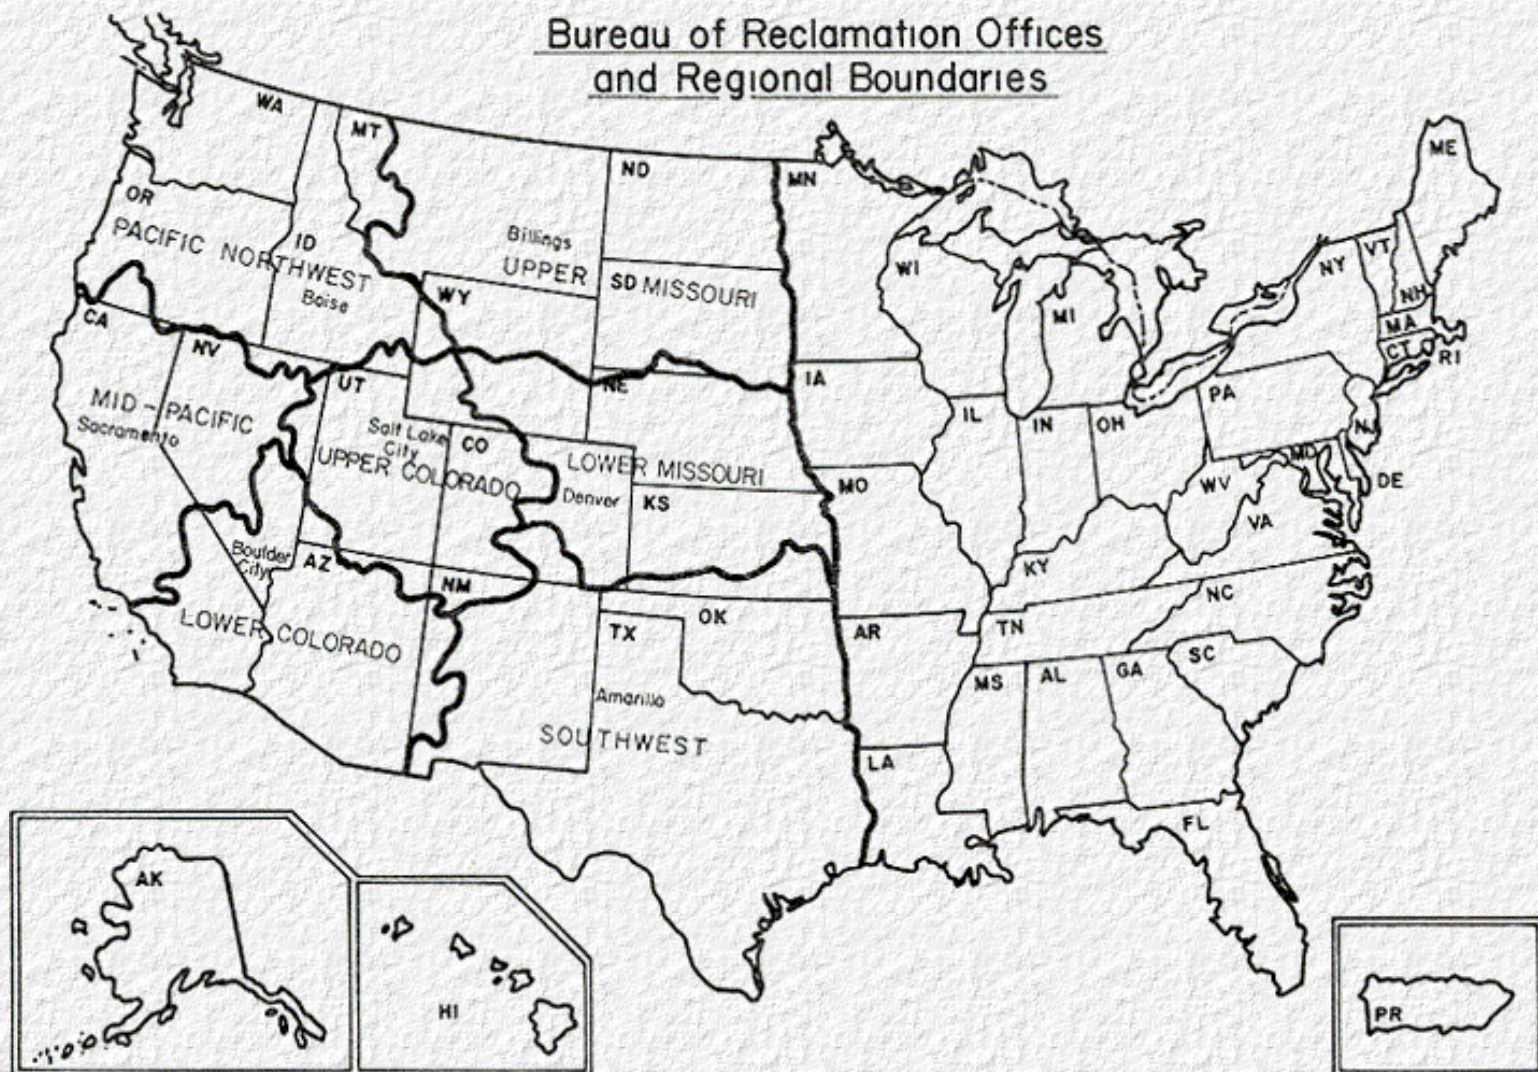 Bureau of Reclamation Offices
and Regional Boundaries
WA
MT
ND
MN
ME
OR
PACIFIC NORTHWEST
ID
Boise
Billings
UPPER
MISSOURI
SD
WY
WI
MI
NY
VT
NH
MA
CT
RI
CA
NV
UT
NE
IA
IL
IN
OH
PA
NJ
MID-PACIFIC
Sacramento
Salt Lake
City
UPPER COLORADO
CO
LOWER MISSOURI
Denver
KS
MO
WV
MD
DE
VA
KY
Boulder
City
AZ
NM
LOWER COLORADO
TX
OK
AR
TN
NC
SC
MS
AL
GA
Amarillo
SOUTHWEST
LA
FL
AK
HI
PR